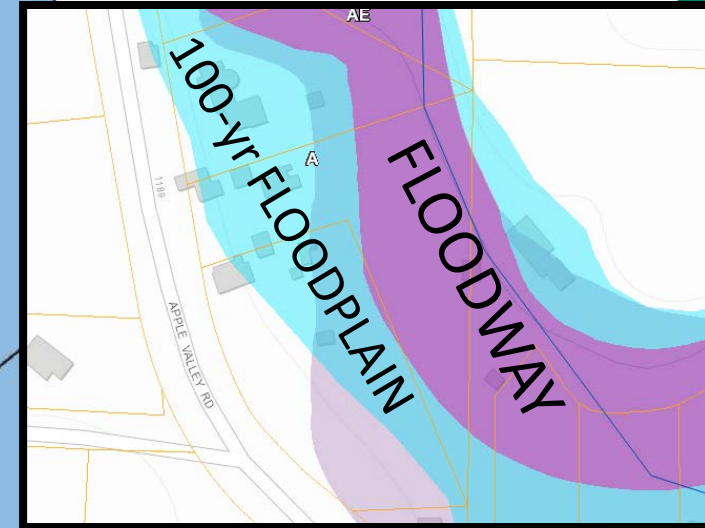 AE
100-yr FLOODPLAIN
A
FLOODWAY
1189
APPLE VALLEY RD